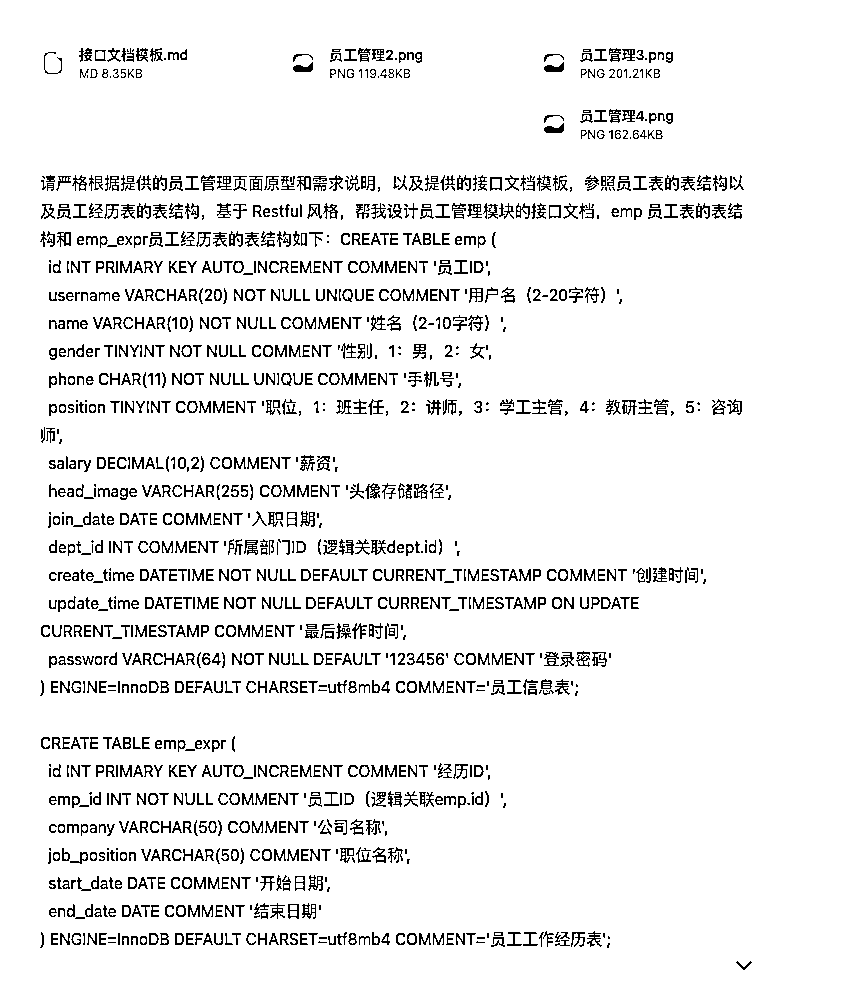 接口文档模板.md
MD 8.35KB
员工管理2.png
PNG 119.48KB
员工管理3.png
PNG 201.21KB
员工管理4.png
PNG 162.64KB
请严格根据提供的员工管理页面原型和需求说明，以及提供的接口文档模板，参照员工表的表结构以
及员工经历表的表结构，基于 Restful 风格，帮我设计员工管理模块的接口文档，emp 员工表的表结
构和 emp_expr员工经历表的表结构如下：CREATE TABLE emp (
id INT PRIMARY KEY AUTO_INCREMENT COMMENT '员工ID',
username VARCHAR(20) NOT NULL UNIQUE COMMENT '用户名（2-20字符）',
name VARCHAR(10) NOT NULL COMMENT '姓名（2-10字符）',
gender TINYINT NOT NULL COMMENT '性别，1：男，2：女',
phone CHAR(11) NOT NULL UNIQUE COMMENT '手机号',
position TINYINT COMMENT '职位，1：班主任，2：讲师，3：学工主管，4：教研主管，5：咨询
师',
salary DECIMAL(10,2) COMMENT '薪资',
head_image VARCHAR(255) COMMENT '头像存储路径',
join_date DATE COMMENT '入职日期',
dept_id INT COMMENT '所属部门ID（逻辑关联dept.id）',
create_time DATETIME NOT NULL DEFAULT CURRENT_TIMESTAMP COMMENT '创建时间',
update_time DATETIME NOT NULL DEFAULT CURRENT_TIMESTAMP ON UPDATE
CURRENT_TIMESTAMP COMMENT '最后操作时间',
password VARCHAR(64) NOT NULL DEFAULT '123456' COMMENT '登录密码'
) ENGINE=InnoDB DEFAULT CHARSET=utf8mb4 COMMENT='员工信息表';
CREATE TABLE emp_expr (
id INT PRIMARY KEY AUTO_INCREMENT COMMENT '经历ID',
emp_id INT NOT NULL COMMENT '员工ID（逻辑关联emp.id）',
company VARCHAR(50) COMMENT '公司名称',
job_position VARCHAR(50) COMMENT '职位名称',
start_date DATE COMMENT '开始日期',
end_date DATE COMMENT '结束日期'
) ENGINE=InnoDB DEFAULT CHARSET=utf8mb4 COMMENT='员工工作经历表';